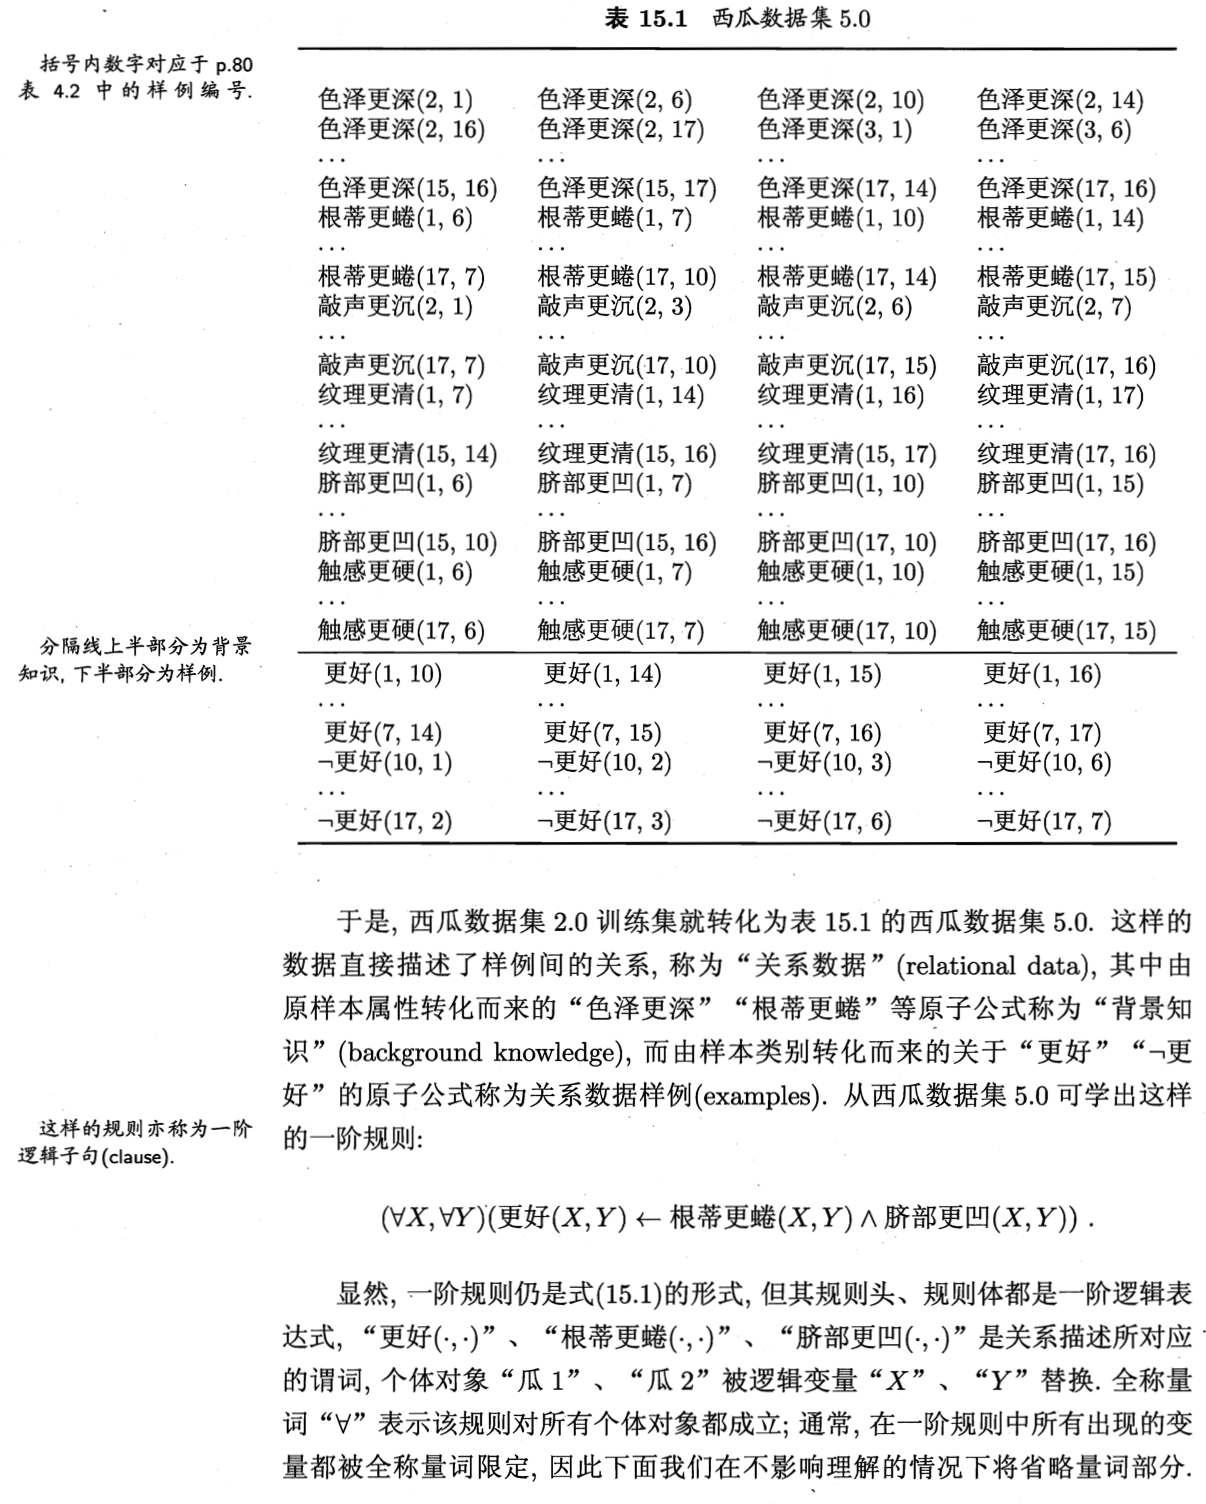 表 15.1 西瓜数据集 5.0
括号内数字对应于 p.80
表 4.2 中的样例编号.
色泽更深(2, 1) 色泽更深(2, 6) 色泽更深(2, 10) 色泽更深(2, 14)
色泽更深(2, 16) 色泽更深(2, 17) 色泽更深(3, 1) 色泽更深(3, 6)
... ... ... ...
色泽更深(15, 16) 色泽更深(15, 17) 色泽更深(17, 14) 色泽更深(17, 16)
根蒂更蜷(1, 6) 根蒂更蜷(1, 7) 根蒂更蜷(1, 10) 根蒂更蜷(1, 14)
... ... ... ...
根蒂更蜷(17, 7) 根蒂更蜷(17, 10) 根蒂更蜷(17, 14) 根蒂更蜷(17, 15)
敲声更沉(2, 1) 敲声更沉(2, 3) 敲声更沉(2, 6) 敲声更沉(2, 7)
... ... ... ...
敲声更沉(17, 7) 敲声更沉(17, 10) 敲声更沉(17, 15) 敲声更沉(17, 16)
纹理更清(1, 7) 纹理更清(1, 14) 纹理更清(1, 16) 纹理更清(1, 17)
... ... ... ...
纹理更清(15, 14) 纹理更清(15, 16) 纹理更清(15, 17) 纹理更清(17, 16)
脐部更凹(1, 6) 脐部更凹(1, 7) 脐部更凹(1, 10) 脐部更凹(1, 15)
... ... ... ...
脐部更凹(15, 10) 脐部更凹(15, 16) 脐部更凹(17, 10) 脐部更凹(17, 16)
触感更硬(1, 6) 触感更硬(1, 7) 触感更硬(1, 10) 触感更硬(1, 15)
... ... ... ...
触感更硬(17, 6) 触感更硬(17, 7) 触感更硬(17, 10) 触感更硬(17, 15)
分隔线上半部分为背景
知识, 下半部分为样例.
更好(1, 10) 更好(1, 14) 更好(1, 15) 更好(1, 16)
... ... ... ...
更好(7, 14) 更好(7, 15) 更好(7, 16) 更好(7, 17)
¬更好(10, 1) ¬更好(10, 2) ¬更好(10, 3) ¬更好(10, 6)
... ... ... ...
¬更好(17, 2) ¬更好(17, 3) ¬更好(17, 6) ¬更好(17, 7)
于是, 西瓜数据集 2.0 训练集就转化为表 15.1 的西瓜数据集 5.0. 这样的
数据直接描述了样例间的关系, 称为“关系数据”(relational data), 其中由
原样本属性转化而来的“色泽更深”“根蒂更蜷”等原子公式称为“背景知
识”(background knowledge), 而由样本类别转化而来的关于“更好”“¬更
好”的原子公式称为关系数据样例(examples). 从西瓜数据集 5.0 可学出这样
的一阶规则:
这样的规则亦称为一阶
逻辑子句(clause).
(∀X,∀Y)(更好(X,Y) ← 根蒂更蜷(X,Y) ∧ 脐部更凹(X,Y)) .
显然, 一阶规则仍是式(15.1)的形式, 但其规则头、规则体都是一阶逻辑表
达式, “更好(·,·)”、“根蒂更蜷(·,·)”、“脐部更凹(·,·)”是关系描述所对应
的谓词, 个体对象“瓜 1”、“瓜 2”被逻辑变量“X”、“Y”替换. 全称量
词“∀”表示该规则对所有个体对象都成立; 通常, 在一阶规则中所有出现的变
量都被全称量词限定, 因此下面我们在不影响理解的情况下将省略量词部分.